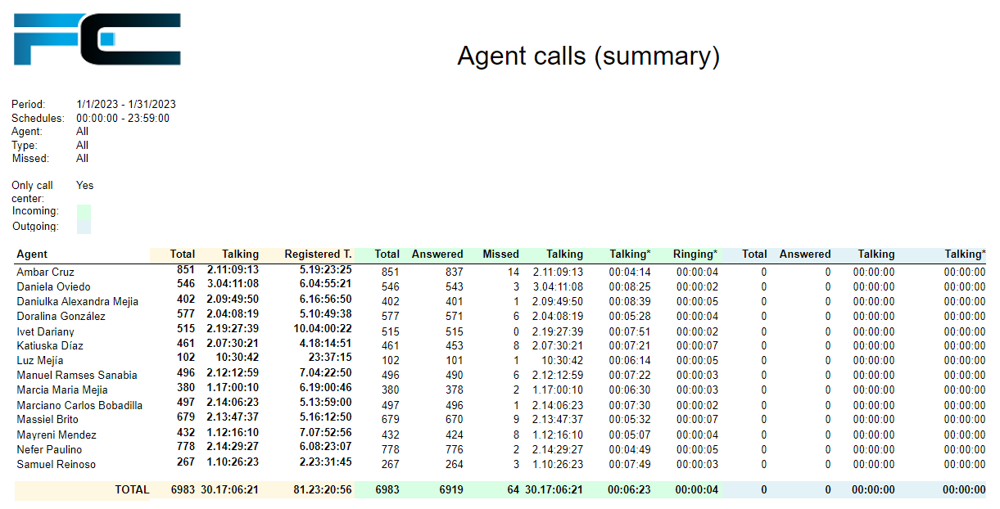 FC
Agent calls (summary)
Period: 1/1/2023 - 1/31/2023
Schedules: 00:00:00 - 23:59:00
Agent: All
Type: All
Missed: All
Only call center: Yes
Incoming:
Outgoing:
Agent Total Talking Registered T. Total Answered Missed Talking Talking* Ringing* Total Answered Talking Talking*
Ambar Cruz 851 2.11:09:13 5.19:23:25 851 837 14 2.11:09:13 00:04:14 00:00:04 0 0 00:00:00 00:00:00
Daniela Oviedo 546 3.04:11:08 6.04:55:21 546 543 3 3.04:11:08 00:08:25 00:00:02 0 0 00:00:00 00:00:00
Daniulka Alexandra Mejia 402 2.09:49:50 6.16:56:50 402 401 1 2.09:49:50 00:08:39 00:00:05 0 0 00:00:00 00:00:00
Doralina González 577 2.04:08:19 5.10:49:38 577 571 6 2.04:08:19 00:05:28 00:00:04 0 0 00:00:00 00:00:00
Ivet Dariany 515 2.19:27:39 10.04:00:22 515 515 0 2.19:27:39 00:07:51 00:00:02 0 0 00:00:00 00:00:00
Katiuska Díaz 461 2.07:30:21 4.18:14:51 461 453 8 2.07:30:21 00:07:21 00:00:07 0 0 00:00:00 00:00:00
Luz Mejía 102 10:30:42 23:37:15 102 101 1 10:30:42 00:06:14 00:00:05 0 0 00:00:00 00:00:00
Manuel Ramses Sanabia 496 2.12:12:59 7.04:22:50 496 490 6 2.12:12:59 00:07:22 00:00:03 0 0 00:00:00 00:00:00
Marcia Maria Mejia 380 1.17:00:10 6.19:00:46 380 378 2 1.17:00:10 00:06:30 00:00:03 0 0 00:00:00 00:00:00
Marciano Carlos Bobadilla 497 2.14:06:23 5.13:59:00 497 496 1 2.14:06:23 00:07:30 00:00:02 0 0 00:00:00 00:00:00
Massiel Brito 679 2.13:47:37 5.16:12:50 679 670 9 2.13:47:37 00:05:32 00:00:07 0 0 00:00:00 00:00:00
Mayreni Mendez 432 1.12:16:10 7.07:52:56 432 424 8 1.12:16:10 00:05:07 00:00:04 0 0 00:00:00 00:00:00
Nefer Paulino 778 2.14:29:27 6.08:23:07 778 776 2 2.14:29:27 00:04:49 00:00:05 0 0 00:00:00 00:00:00
Samuel Reinoso 267 1.10:26:23 2.23:31:45 267 264 3 1.10:26:23 00:07:49 00:00:03 0 0 00:00:00 00:00:00
TOTAL 6983 30.17:06:21 81.23:20:56 6983 6919 64 30.17:06:21 00:06:23 00:00:04 0 0 00:00:00 00:00:00